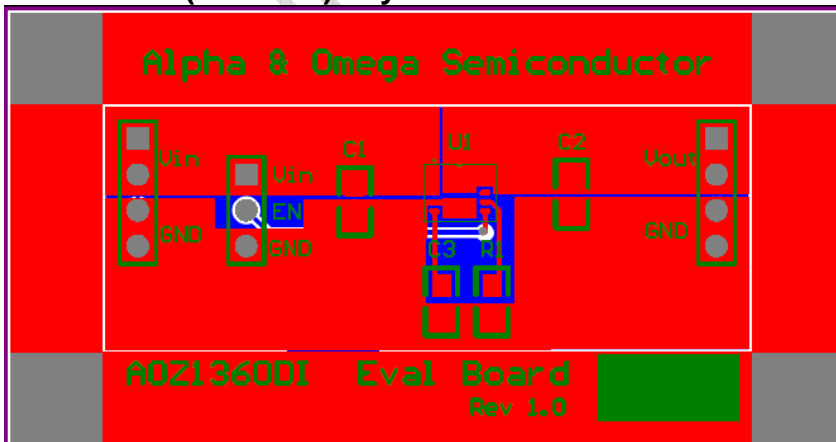 Alpha & Omega Semiconductor
Vin
Vin
C1
U1
C2
Vout
EN
GND
GND
C3
R1
GND
AOZ1360DI Eval Board
Rev 1.0